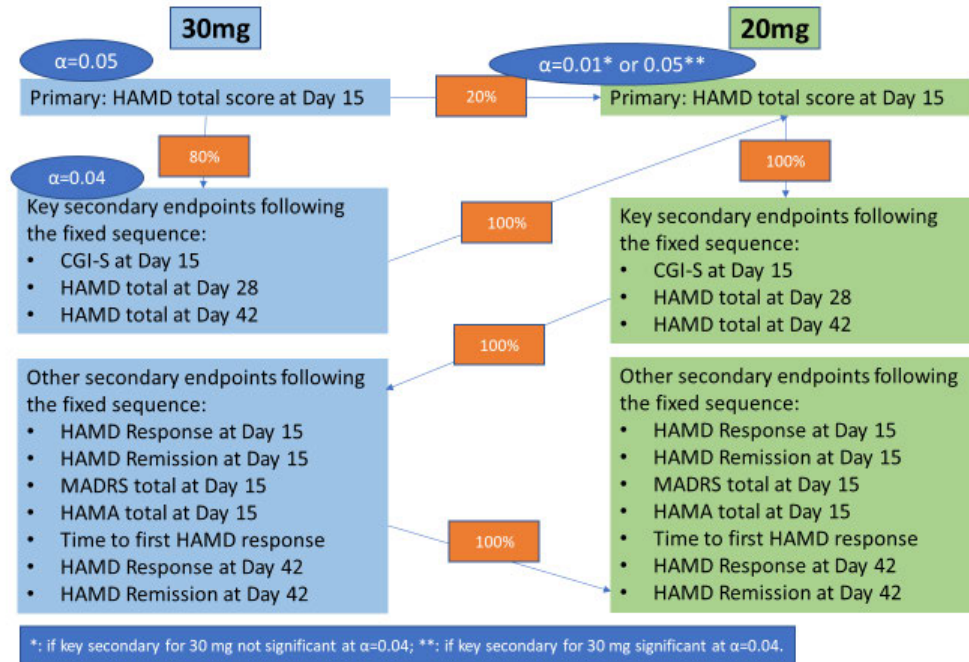 30mg
20mg
α=0.05
α=0.01* or 0.05**
Primary: HAMD total score at Day 15
20%
Primary: HAMD total score at Day 15
80%
100%
α=0.04
Key secondary endpoints following
the fixed sequence:
• CGI-S at Day 15
• HAMD total at Day 28
• HAMD total at Day 42
100%
Key secondary endpoints following
the fixed sequence:
• CGI-S at Day 15
• HAMD total at Day 28
• HAMD total at Day 42
100%
Other secondary endpoints following
the fixed sequence:
• HAMD Response at Day 15
• HAMD Remission at Day 15
• MADRS total at Day 15
• HAMA total at Day 15
• Time to first HAMD response
• HAMD Response at Day 42
• HAMD Remission at Day 42
100%
Other secondary endpoints following
the fixed sequence:
• HAMD Response at Day 15
• HAMD Remission at Day 15
• MADRS total at Day 15
• HAMA total at Day 15
• Time to first HAMD response
• HAMD Response at Day 42
• HAMD Remission at Day 42
*: if key secondary for 30 mg not significant at α=0.04; **: if key secondary for 30 mg significant at α=0.04.